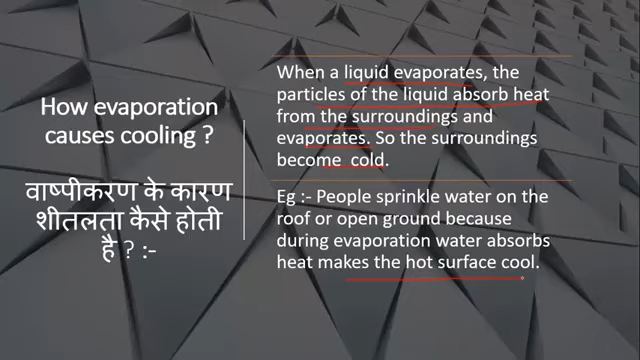 How evaporation
causes cooling ?
वाष्पीकरण के कारण
शीतलता कैसे होती
है ? :-
When a liquid evaporates, the
particles of the liquid absorb heat
from the surroundings and
evaporates. So the surroundings
become  cold.
Eg :- People sprinkle water on the
roof or open ground because
during evaporation water absorbs
heat makes the hot surface cool.